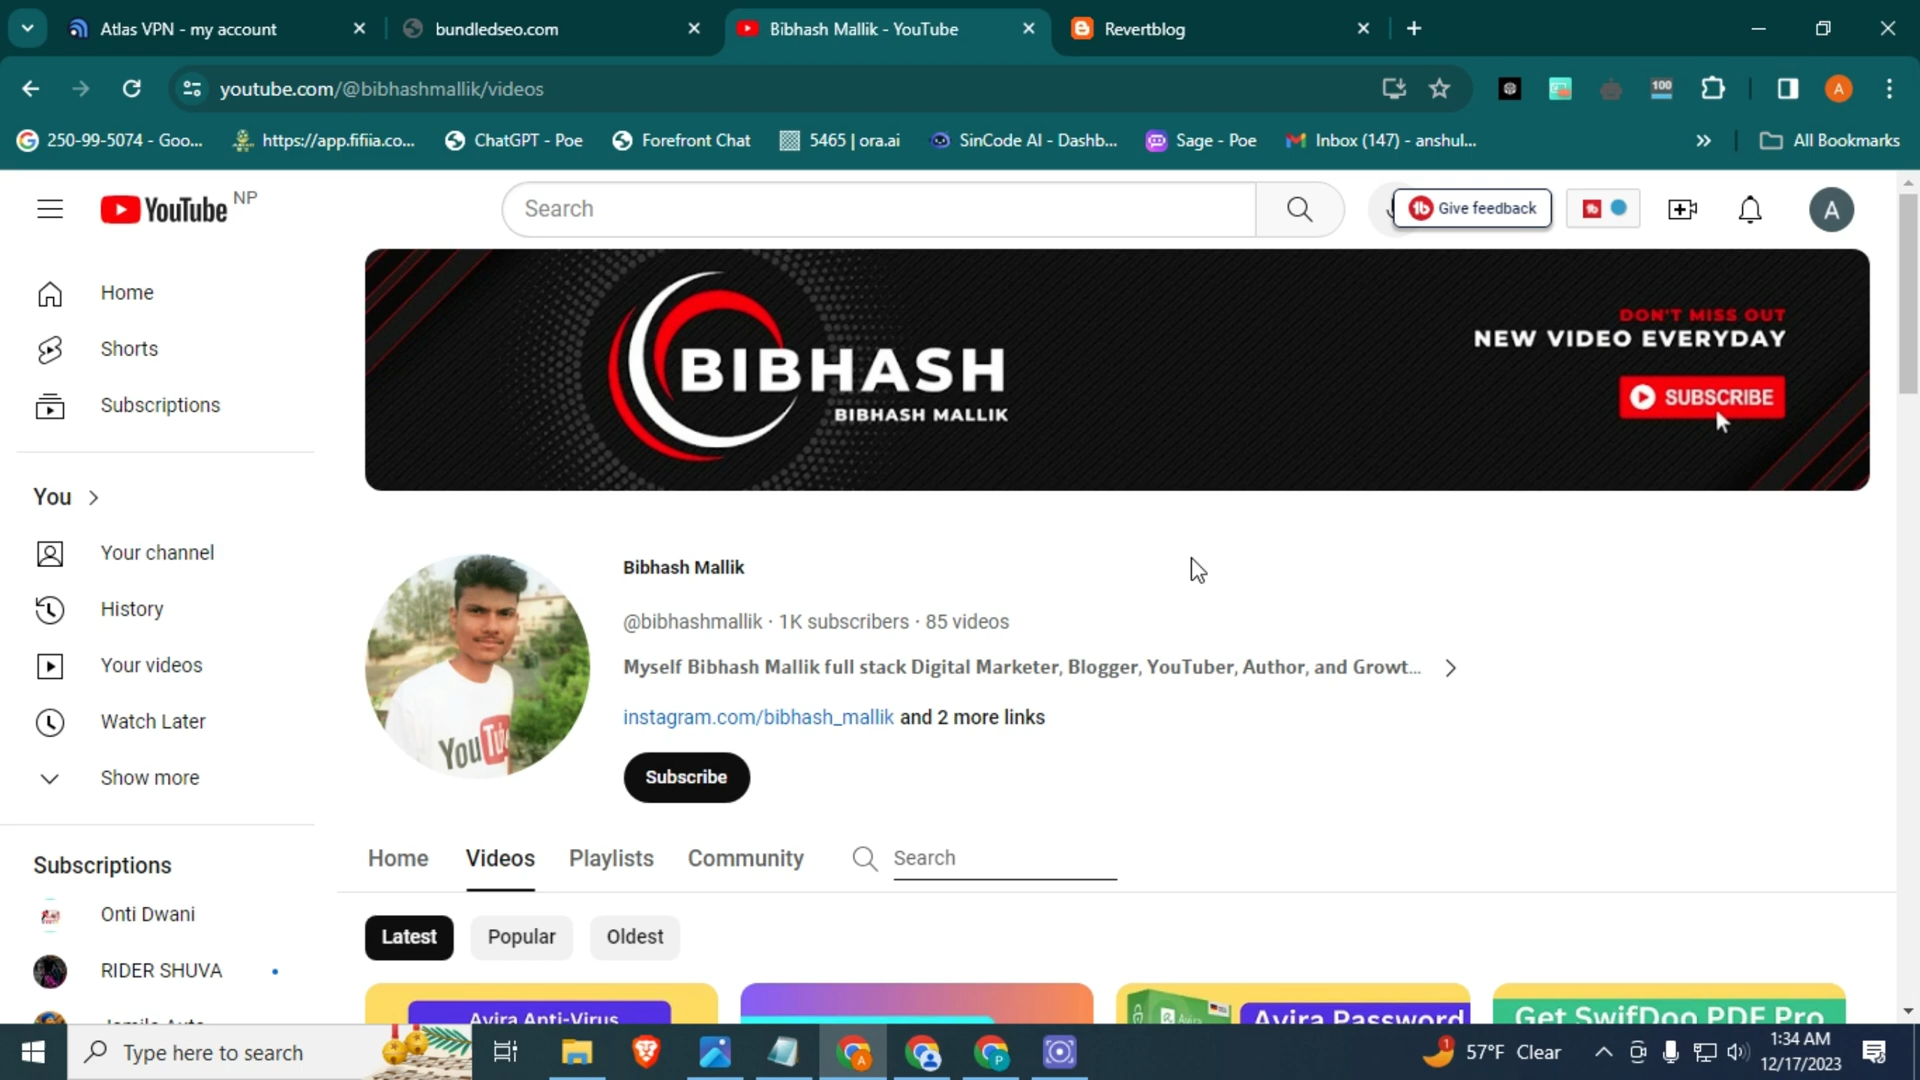 Atlas VPN - my account
bundledseo.com
Bibhash Mallik - YouTube
Revertblog
youtube.com/@bibhashmallik/videos
100
A
250-99-5074 - Goo...
https://app.fifiia.co...
ChatGPT - Poe
Forefront Chat
5465 | ora.ai
SinCode AI - Dashb...
Sage - Poe
Inbox (147) - anshul...
»
All Bookmarks
YouTube NP
Search
Give feedback
A
Home
Shorts
Subscriptions
You
Your channel
History
Your videos
Watch Later
Show more
Subscriptions
Onti Dwani
RIDER SHUVA
BIBHASH
BIBHASH MALLIK
DON'T MISS OUT
NEW VIDEO EVERYDAY
SUBSCRIBE
YouTube
Bibhash Mallik
@bibhashmallik · 1K subscribers · 85 videos
Myself Bibhash Mallik full stack Digital Marketer, Blogger, YouTuber, Author, and Growt...
instagram.com/bibhash_mallik and 2 more links
Subscribe
Home
Videos
Playlists
Community
Search
Latest
Popular
Oldest
Avira Anti-Virus
Avira Password
Get SwifDoo PDF Pro
Type here to search
A
P
1
57°F Clear
1:34 AM
12/17/2023